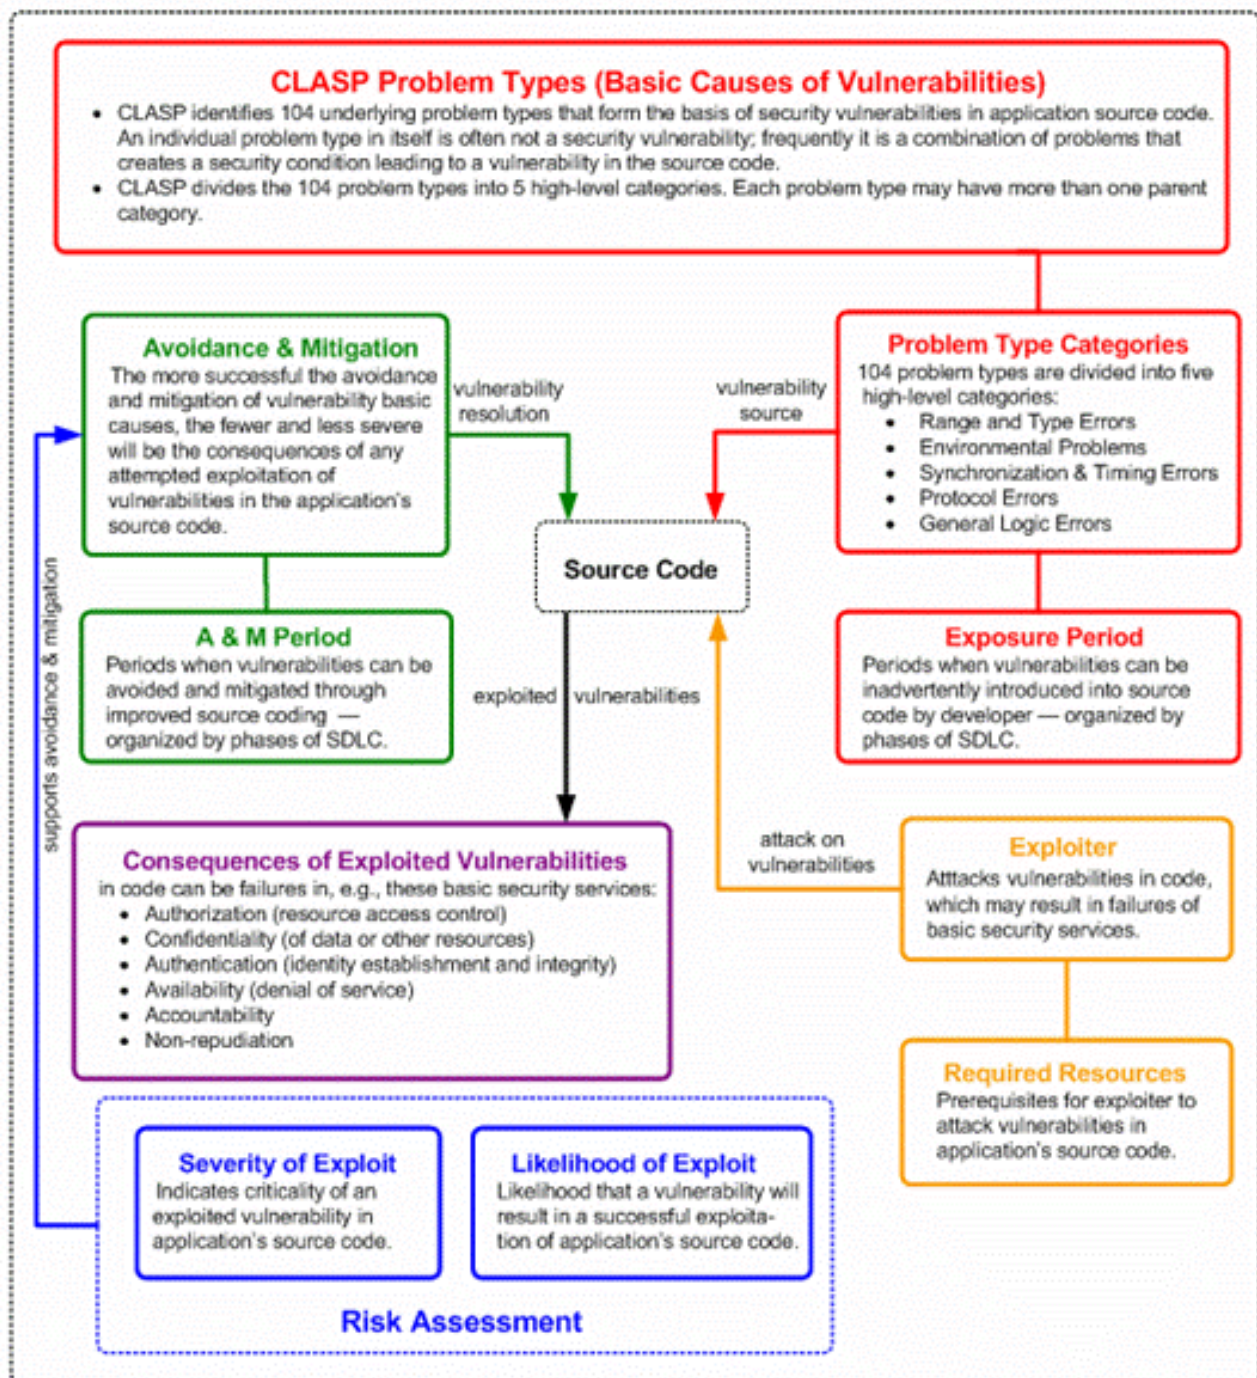 CLASP Problem Types (Basic Causes of Vulnerabilities)
• CLASP identifies 104 underlying problem types that form the basis of security vulnerabilities in application source code.
An individual problem type in itself is often not a security vulnerability; frequently it is a combination of problems that
creates a security condition leading to a vulnerability in the source code.
• CLASP divides the 104 problem types into 5 high-level categories. Each problem type may have more than one parent
category.
Avoidance & Mitigation
The more successful the avoidance
and mitigation of vulnerability basic
causes, the fewer and less severe
will be the consequences of any
attempted exploitation of
vulnerabilities in the application's
source code.
vulnerability
resolution
vulnerability
source
Problem Type Categories
104 problem types are divided into five
high-level categories:
• Range and Type Errors
• Environmental Problems
• Synchronization & Timing Errors
• Protocol Errors
• General Logic Errors
Source Code
A & M Period
Periods when vulnerabilities can be
avoided and mitigated through
improved source coding —
organized by phases of SDLC.
exploited
vulnerabilities
Exposure Period
Periods when vulnerabilities can be
inadvertently introduced into source
code by developer — organized by
phases of SDLC.
supports avoidance & mitigation
Consequences of Exploited Vulnerabilities
in code can be failures in, e.g., these basic security services:
• Authorization (resource access control)
• Confidentiality (of data or other resources)
• Authentication (identity establishment and integrity)
• Availability (denial of service)
• Accountability
• Non-repudiation
attack on
vulnerabilities
Exploiter
Atttacks vulnerabilities in code,
which may result in failures of
basic security services.
Required Resources
Prerequisites for exploiter to
attack vulnerabilities in
application's source code.
Severity of Exploit
Indicates criticality of an
exploited vulnerability in
application's source code.
Likelihood of Exploit
Likelihood that a vulnerability will
result in a successful exploita-
tion of application's source code.
Risk Assessment